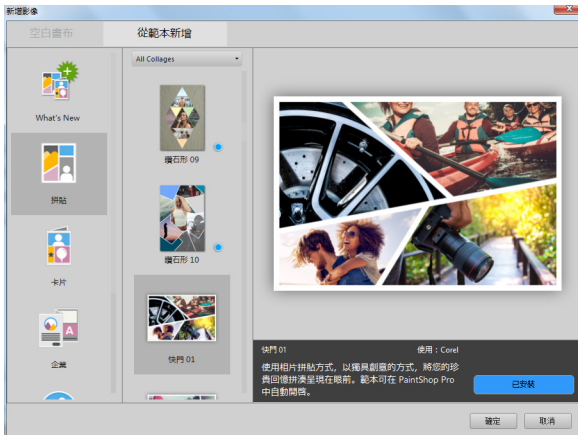 新增影像
空白畫布
從範本新增
What's New
拼貼
卡片
企業
All Collages
鑽石形 09
鑽石形 10
快門 01
快門 01
使用：Corel
使用相片拼貼方式，以獨具創意的方式，將您的珍
貴回憶拼湊呈現在眼前。範本可在 PaintShop Pro
中自動開啓。
已安裝
確定
取消